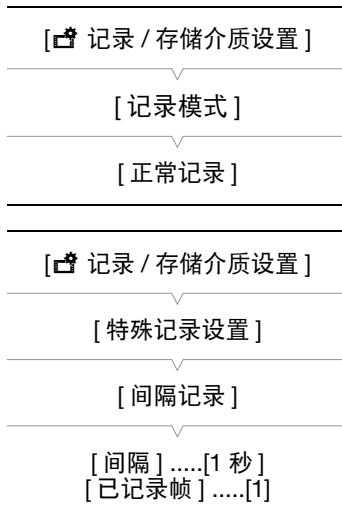 [ 记录 / 存储介质设置 ]
[ 记录模式 ]
[ 正常记录 ]
[ 记录 / 存储介质设置 ]
[ 特殊记录设置 ]
[ 间隔记录 ]
[ 间隔 ] .....[1 秒 ]
[ 已记录帧 ] .....[1]